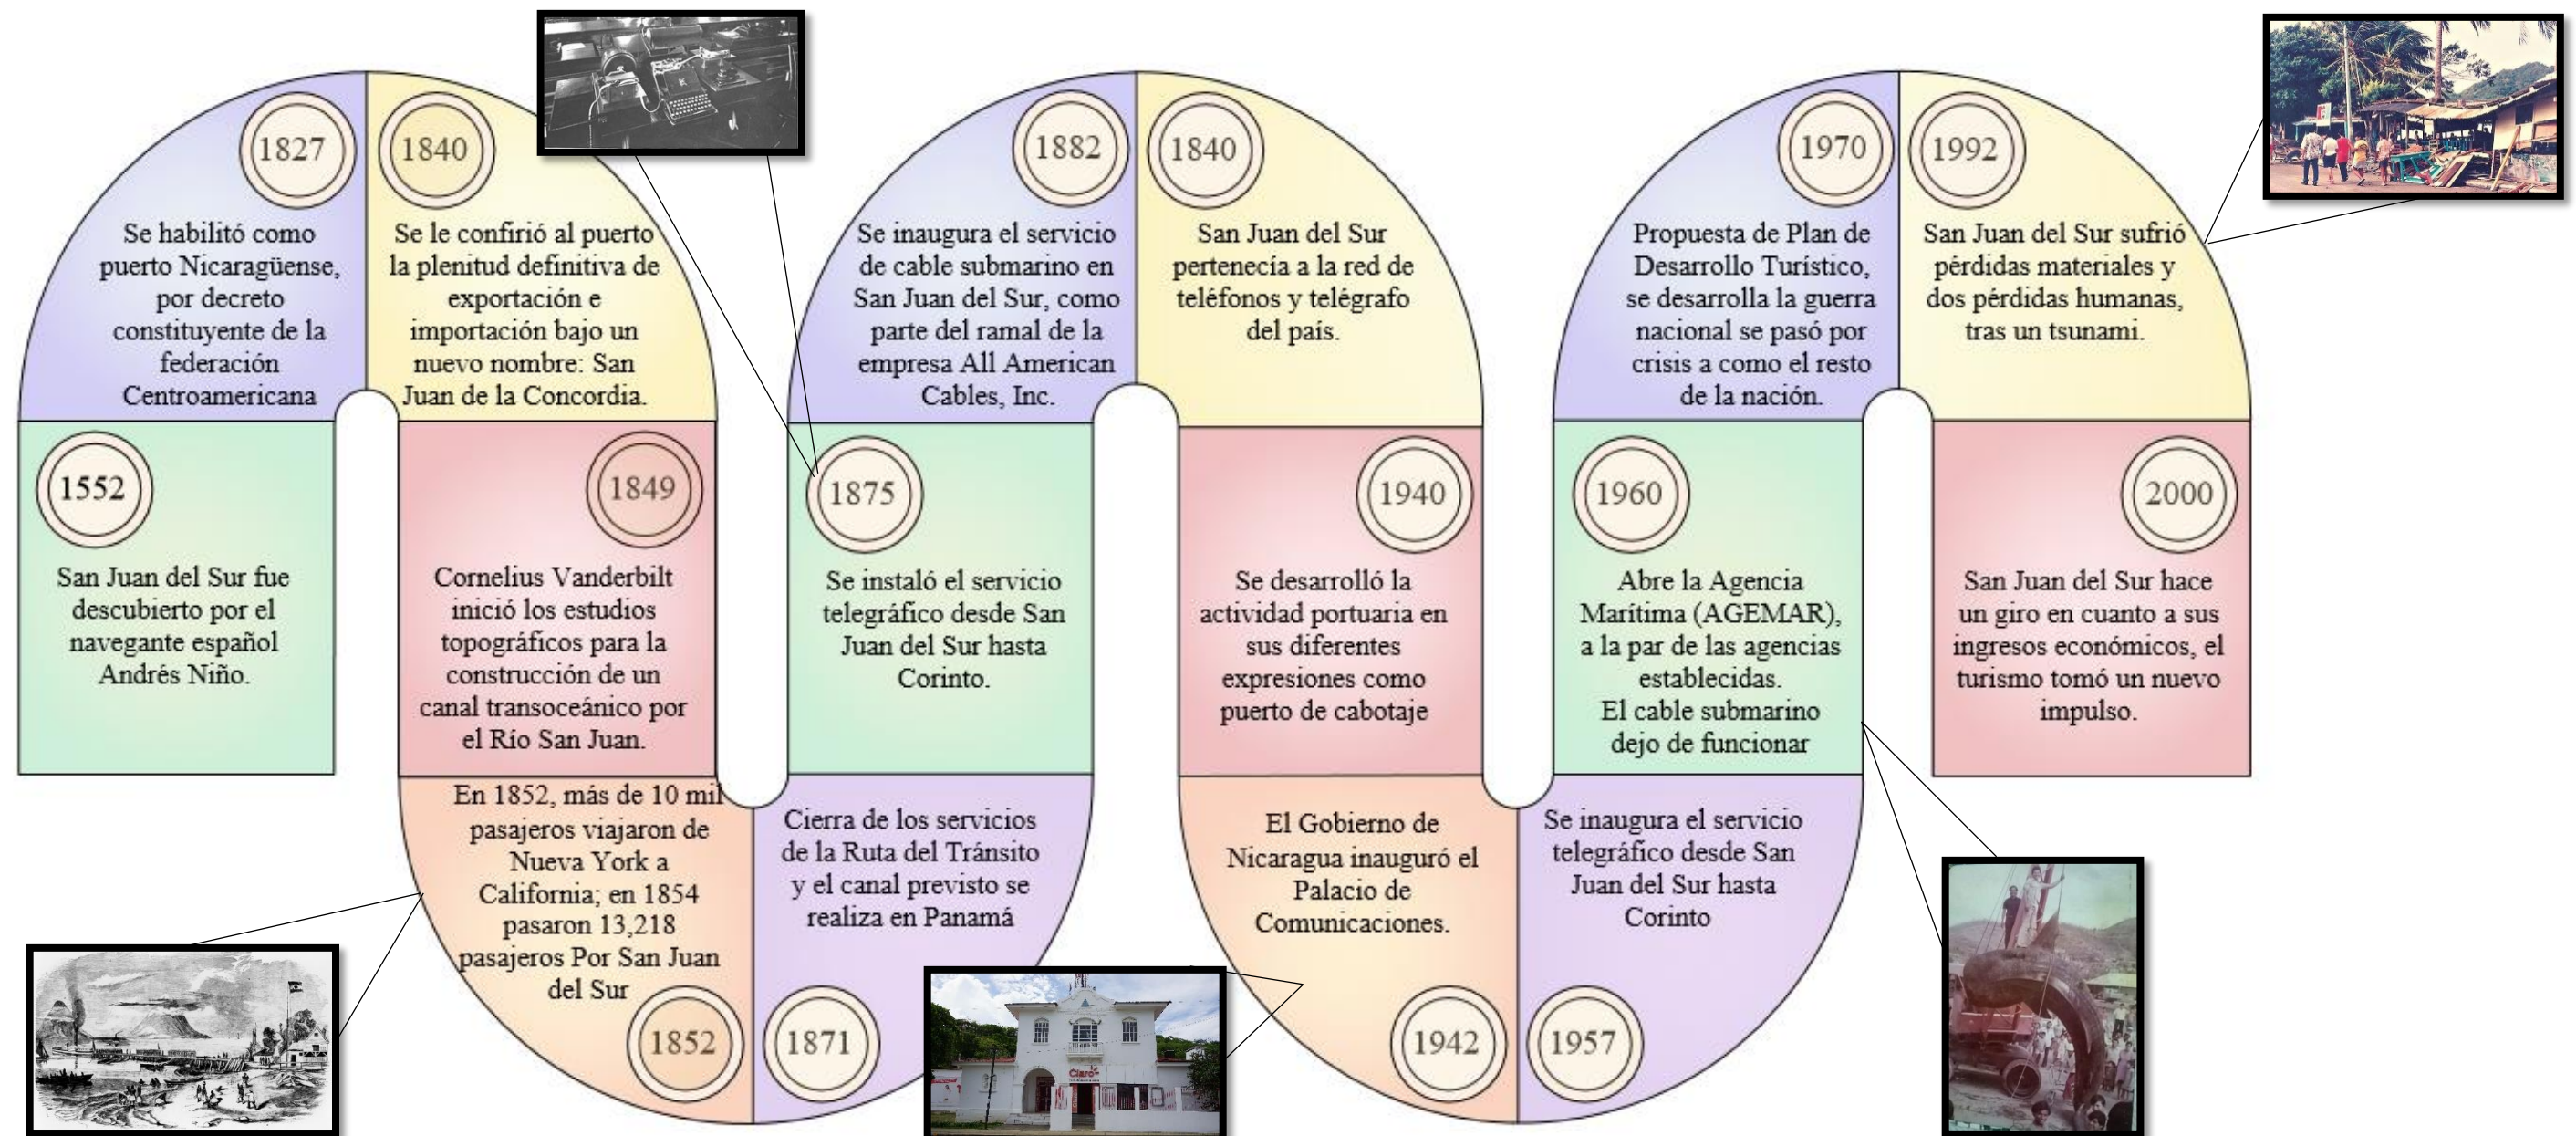 1552
San Juan del Sur fue
descubierto por el
navegante español
Andrés Niño.
1827
Se habilitó como
puerto Nicaragüense,
por decreto
constituyente de la
federación
Centroamericana
1840
Se le confirió al puerto
la plenitud definitiva de
exportación e
importación bajo un
nuevo nombre: San
Juan de la Concordia.
1849
Cornelius Vanderbilt
inició los estudios
topográficos para la
construcción de un
canal transoceánico por
el Río San Juan.
En 1852, más de 10 mil
pasajeros viajaron de
Nueva York a
California; en 1854
pasaron 13,218
pasajeros Por San Juan
del Sur
1852
Cierra de los servicios
de la Ruta del Tránsito
y el canal previsto se
realiza en Panamá
1871
1875
Se instaló el servicio
telegráfico desde San
Juan del Sur hasta
Corinto.
1882
Se inaugura el servicio
de cable submarino en
San Juan del Sur, como
parte del ramal de la
empresa All American
Cables, Inc.
1840
San Juan del Sur
pertenecía a la red de
teléfonos y telégrafo
del país.
1940
Se desarrolló la
actividad portuaria en
sus diferentes
expresiones como
puerto de cabotaje
El Gobierno de
Nicaragua inauguró el
Palacio de
Comunicaciones.
1942
Claro
Se inaugura el servicio
telegráfico desde San
Juan del Sur hasta
Corinto
1957
1960
Abre la Agencia
Marítima (AGEMAR),
a la par de las agencias
establecidas.
El cable submarino
dejo de funcionar
1970
Propuesta de Plan de
Desarrollo Turístico,
se desarrolla la guerra
nacional se pasó por
crisis a como el resto
de la nación.
1992
San Juan del Sur sufrió
pérdidas materiales y
dos pérdidas humanas,
tras un tsunami.
2000
San Juan del Sur hace
un giro en cuanto a sus
ingresos económicos, el
turismo tomó un nuevo
impulso.